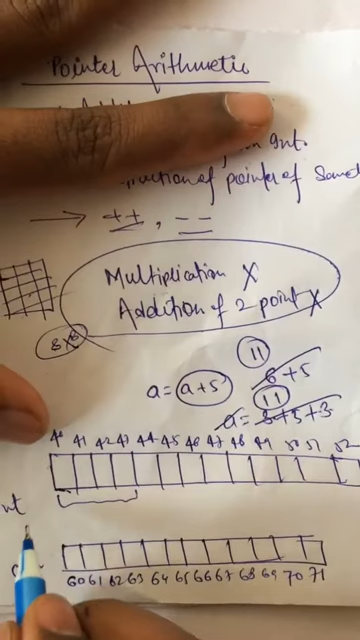 Pointer Arithmetic
Int.
of pointer of Same
→ ++, --
Multiplication X
Addition of 2 point X
8 × 8
11
a = a+5
6+5
11
a = 3+5+3
40 41 42 43 44 45 46 47 48 49 50 51 52
60 61 62 63 64 65 66 67 68 69 70 71